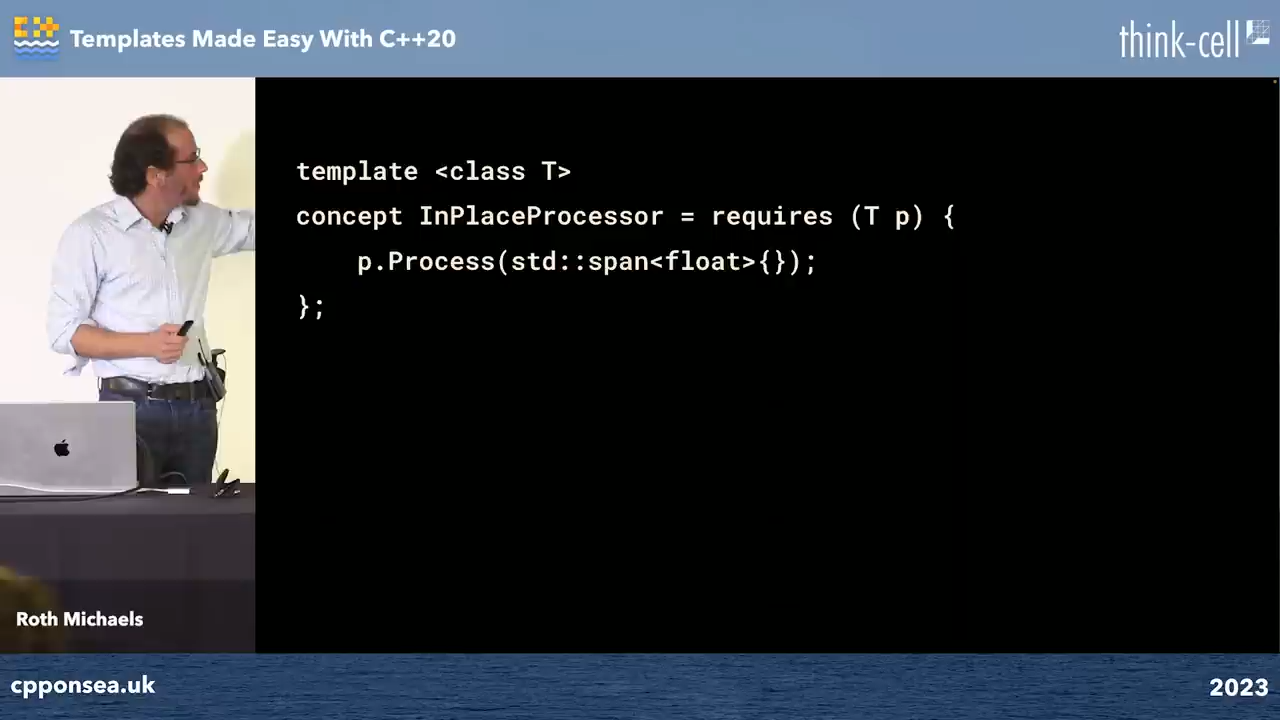 C++
Templates Made Easy With C++20
think-cell
template <class T>
concept InPlaceProcessor = requires (T p) {
    p.Process(std::span<float>{});
};
Roth Michaels
cpponsea.uk
2023